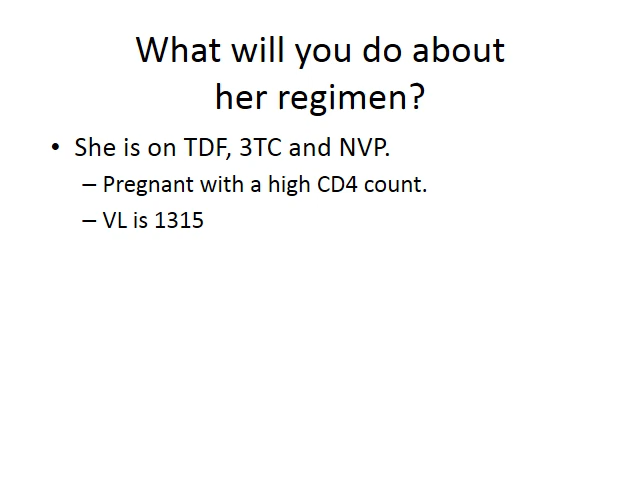 What will you do about
her regimen?
• She is on TDF, 3TC and NVP.
– Pregnant with a high CD4 count.
– VL is 1315